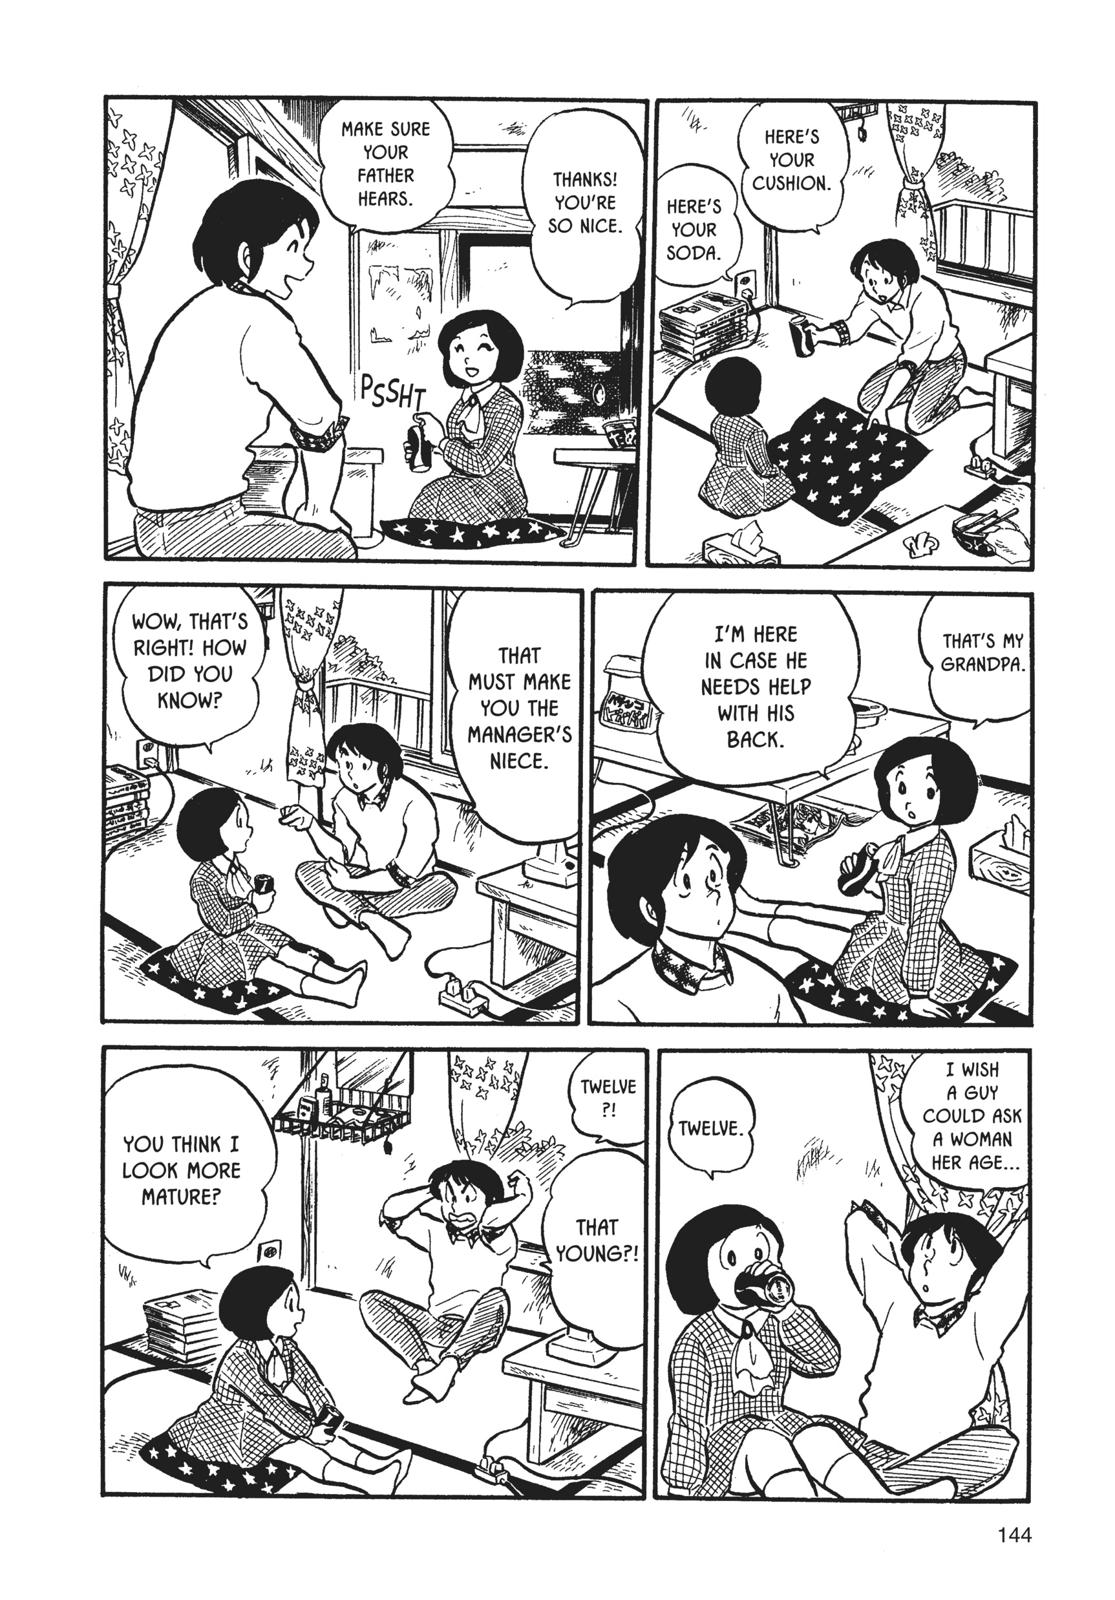 HERE'S
YOUR
CUSHION.
HERE'S
YOUR
SODA.
THANKS!
YOU'RE
SO NICE.
MAKE SURE
YOUR
FATHER
HEARS.
PSSHT
THAT'S MY
GRANDPA.
I'M HERE
IN CASE HE
NEEDS HELP
WITH HIS
BACK.
THAT
MUST MAKE
YOU THE
MANAGER'S
NIECE.
WOW, THAT'S
RIGHT! HOW
DID YOU
KNOW?
I WISH
A GUY
COULD ASK
A WOMAN
HER AGE...
TWELVE.
TWELVE
?!
THAT
YOUNG?!
YOU THINK I
LOOK MORE
MATURE?
144